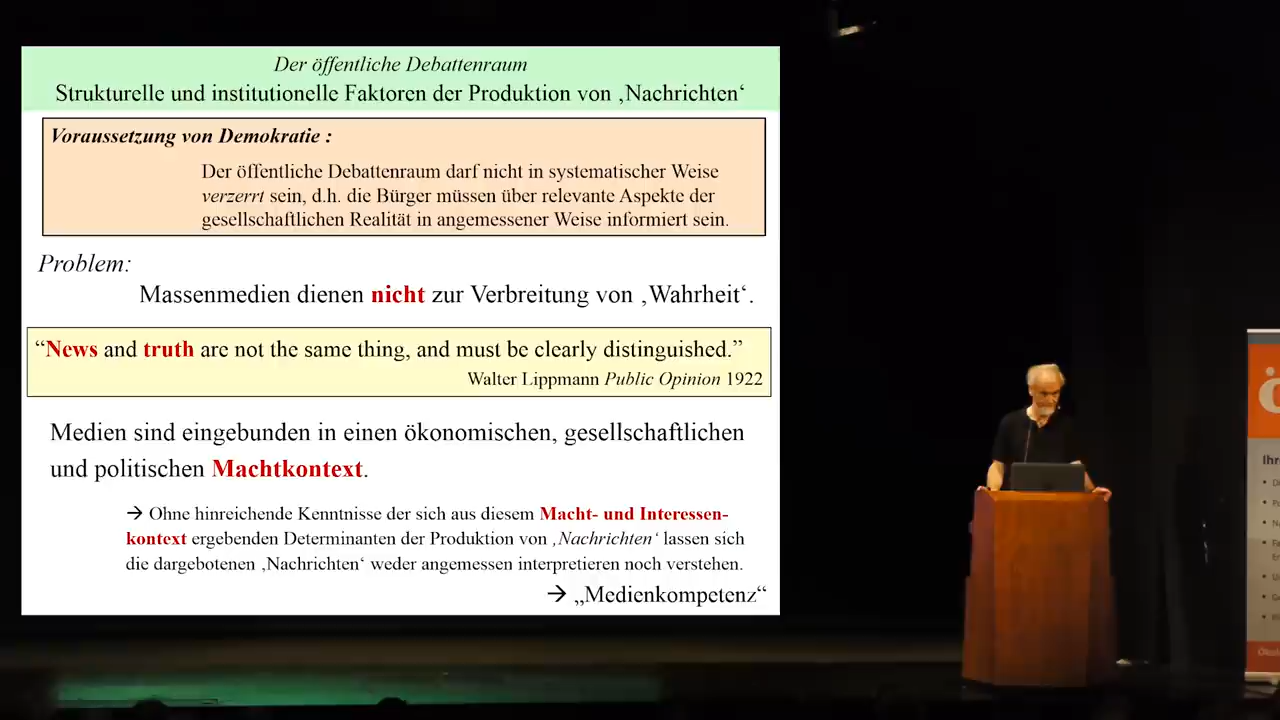 Der öffentliche Debattenraum
Strukturelle und institutionelle Faktoren der Produktion von ‚Nachrichten‘
Voraussetzung von Demokratie :
Der öffentliche Debattenraum darf nicht in systematischer Weise
verzerrt sein, d.h. die Bürger müssen über relevante Aspekte der
gesellschaftlichen Realität in angemessener Weise informiert sein.
Problem:
Massenmedien dienen nicht zur Verbreitung von ‚Wahrheit‘.
“News and truth are not the same thing, and must be clearly distinguished.”
Walter Lippmann Public Opinion 1922
Medien sind eingebunden in einen ökonomischen, gesellschaftlichen
und politischen Machtkontext.
→ Ohne hinreichende Kenntnisse der sich aus diesem Macht- und Interessen-
kontext ergebenden Determinanten der Produktion von ‚Nachrichten‘ lassen sich
die dargebotenen ‚Nachrichten‘ weder angemessen interpretieren noch verstehen.
→ „Medienkompetenz“
Ihr